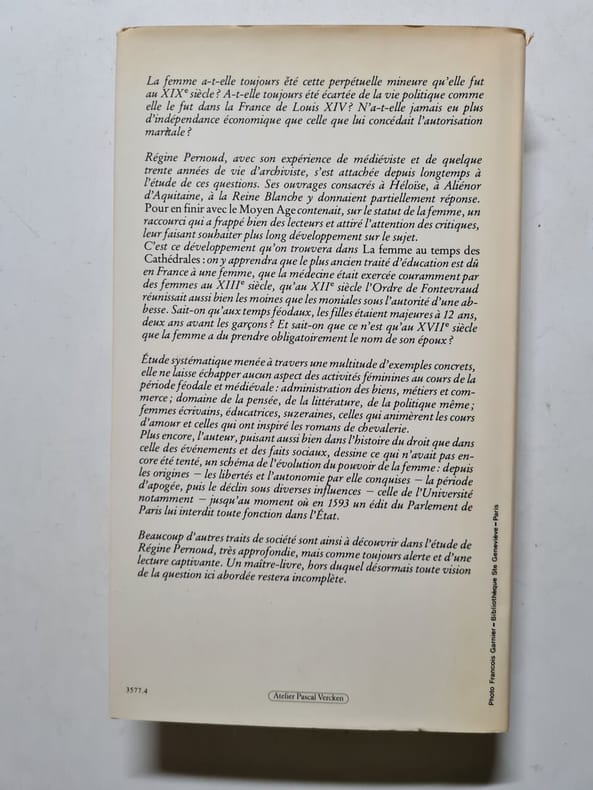 La femme a-t-elle toujours été cette perpétuelle mineure qu'elle fut
au XIXe siècle? A-t-elle toujours été écartée de la vie politique comme
elle le fut dans la France de Louis XIV? N'a-t-elle jamais eu plus
d'indépendance économique que celle que lui concédait l'autorisation
maritale?
Régine Pernoud, avec son expérience de médiéviste et de quelque
trente années de vie d'archiviste, s'est attachée depuis longtemps à
l'étude de ces questions. Ses ouvrages consacrés à Héloïse, à Aliénor
d'Aquitaine, à la Reine Blanche y donnaient partiellement réponse.
Pour en finir avec le Moyen Age contenait, sur le statut de la femme, un
raccourci qui a frappé bien des lecteurs et attiré l'attention des critiques,
leur faisant souhaiter plus long développement sur le sujet.
C'est ce développement qu'on trouvera dans La femme au temps des
Cathédrales : on y apprendra que le plus ancien traité d'éducation est dû
en France à une femme, que la médecine était exercée couramment par
des femmes au XIIIe siècle, qu'au XIIe siècle l'Ordre de Fontevraud
réunissait aussi bien les moines que les moniales sous l'autorité d'une ab-
besse. Sait-on qu'aux temps féodaux, les filles étaient majeures à 12 ans,
deux ans avant les garçons? Et sait-on que ce n'est qu'au XVIIe siècle
que la femme a du prendre obligatoirement le nom de son époux?
Étude systématique menée à travers une multitude d'exemples concrets,
elle ne laisse échapper aucun aspect des activités féminines au cours de la
période féodale et médiévale : administration des biens, métiers et com-
merce; domaine de la pensée, de la littérature, de la politique même;
femmes écrivains, éducatrices, suzeraines, celles qui animèrent les cours
d'amour et celles qui ont inspiré les romans de chevalerie.
Plus encore, l'auteur, puisant aussi bien dans l'histoire du droit que dans
celle des événements et des faits sociaux, dessine ce qui n'avait pas en-
core été tenté, un schéma de l'évolution du pouvoir de la femme : depuis
les origines – les libertés et l'autonomie par elle conquises – la période
d'apogée, puis le déclin sous diverses influences – celle de l'Université
notamment – jusqu'au moment où en 1593 un édit du Parlement de
Paris lui interdit toute fonction dans l'État.
Beaucoup d'autres traits de société sont ainsi à découvrir dans l'étude de
Régine Pernoud, très approfondie, mais comme toujours alerte et d'une
lecture captivante. Un maître-livre, hors duquel désormais toute vision
de la question ici abordée restera incomplète.
3577.4
Atelier Pascal Vercken
Photo Francois Garnier – Bibliothèque Ste Geneviève – Paris